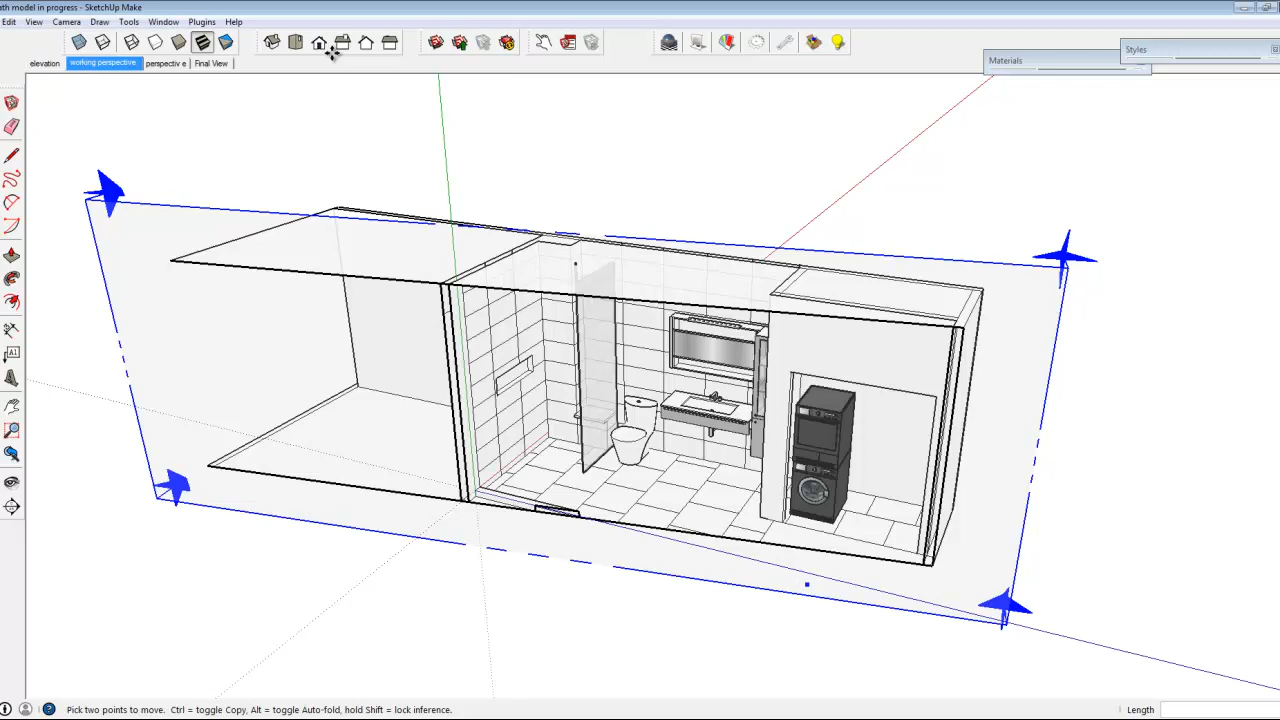 ath model in progress - SketchUp Make
Edit View Camera Draw Tools Window Plugins Help
elevation working perspective perspectiv e Final View
Styles
Materials
A1
Pick two points to move. Ctrl = toggle Copy, Alt = toggle Auto-fold, hold Shift = lock inference.
Length